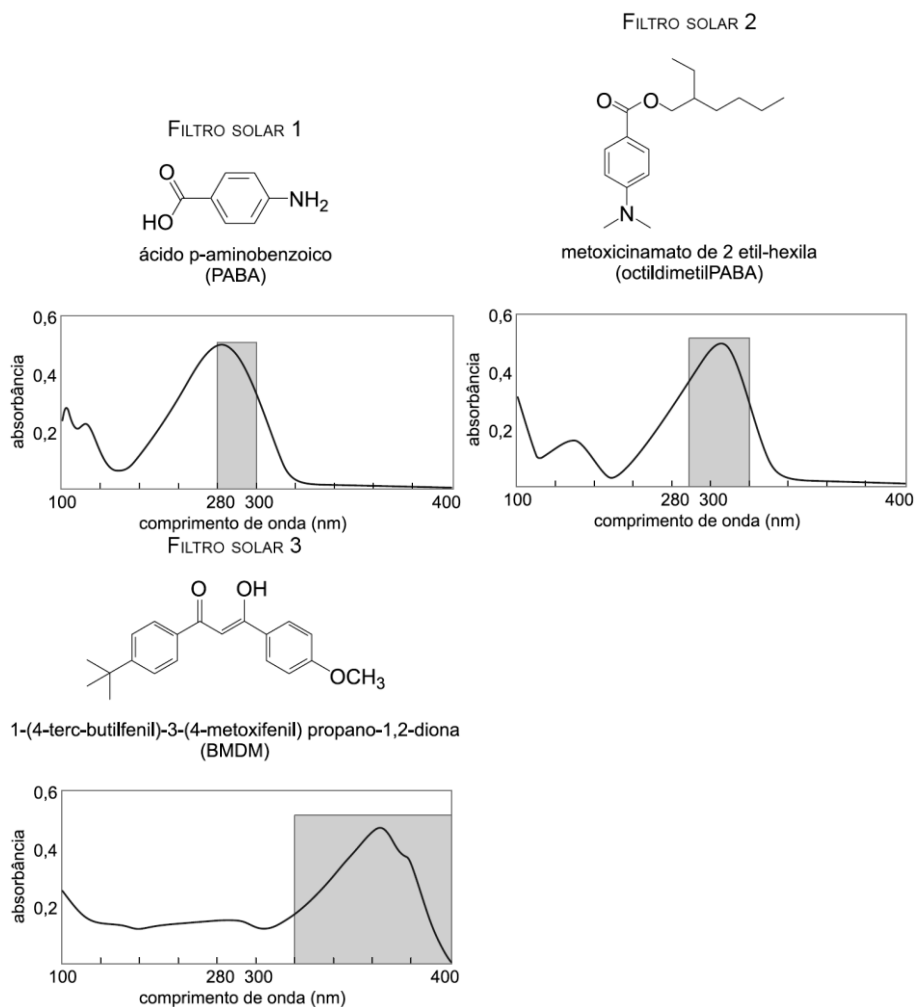 FILTRO SOLAR 1
O
HO
NH₂
ácido p-aminobenzoico
(PABA)
0,6
0,4
0,2
absorbância
100 280 300 400
comprimento de onda (nm)
FILTRO SOLAR 2
O
O
N
metoxicinamato de 2 etil-hexila
(octildimetilPABA)
0,6
0,4
0,2
absorbância
100 280 300 400
comprimento de onda (nm)
FILTRO SOLAR 3
O OH
OCH₃
1-(4-terc-butilfenil)-3-(4-metoxifenil) propano-1,2-diona
(BMDM)
0,6
0,4
0,2
absorbância
100 280 300 400
comprimento de onda (nm)